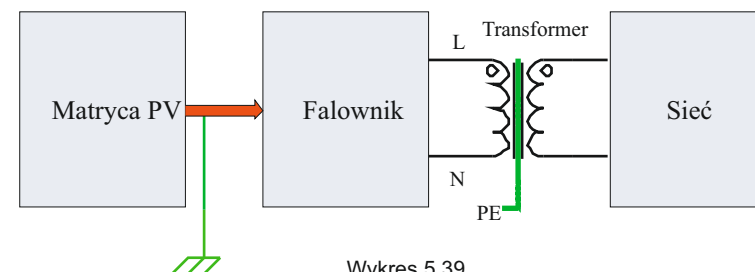 Transformer
L
Matryca PV
Falownik
Sieć
N
PE
Wykres 5.39